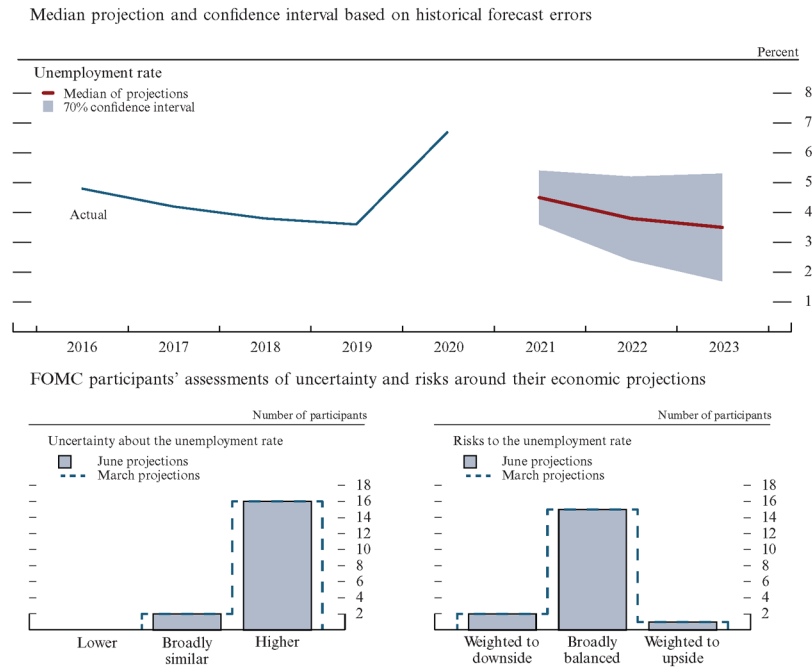 Median projection and confidence interval based on historical forecast errors
Percent
Unemployment rate
Median of projections
70% confidence interval
8
7
6
5
4
3
2
1
Actual
2016 2017 2018 2019 2020 2021 2022 2023
FOMC participants’ assessments of uncertainty and risks around their economic projections
Number of participants
Uncertainty about the unemployment rate
June projections
March projections
18
16
14
12
10
8
6
4
2
Lower Broadly similar Higher
Number of participants
Risks to the unemployment rate
June projections
March projections
18
16
14
12
10
8
6
4
2
Weighted to downside Broadly balanced Weighted to upside